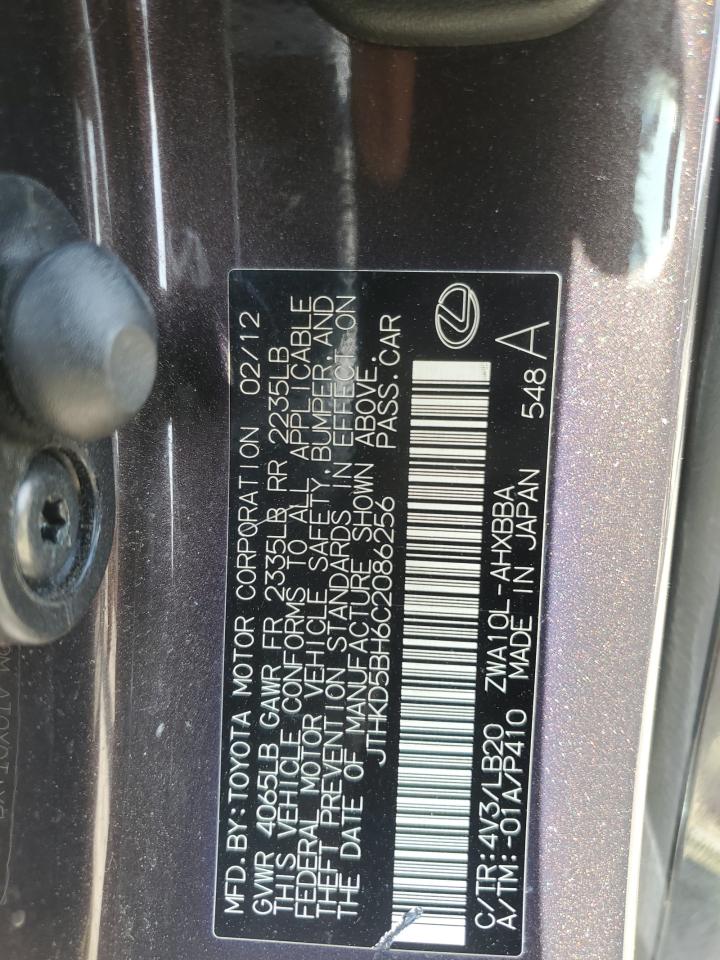 MFD.BY:TOYOTA MOTOR CORPORATION 02/12
GVWR 4065LB GAWR FR 2335LB RR 2235LB
THIS VEHICLE CONFORMS TO ALL APPLICABLE
FEDERAL MOTOR VEHICLE SAFETY,BUMPER,AND
THEFT PREVENTION STANDARDS IN EFFECT ON
THE DATE OF MANUFACTURE SHOWN ABOVE.
JTHKD5BH6C2086256 PASS.CAR
C/TR:4V3/LB20 ZWA10L-AHXBBA
A/TM:-01A/P410 MADE IN JAPAN 548 A